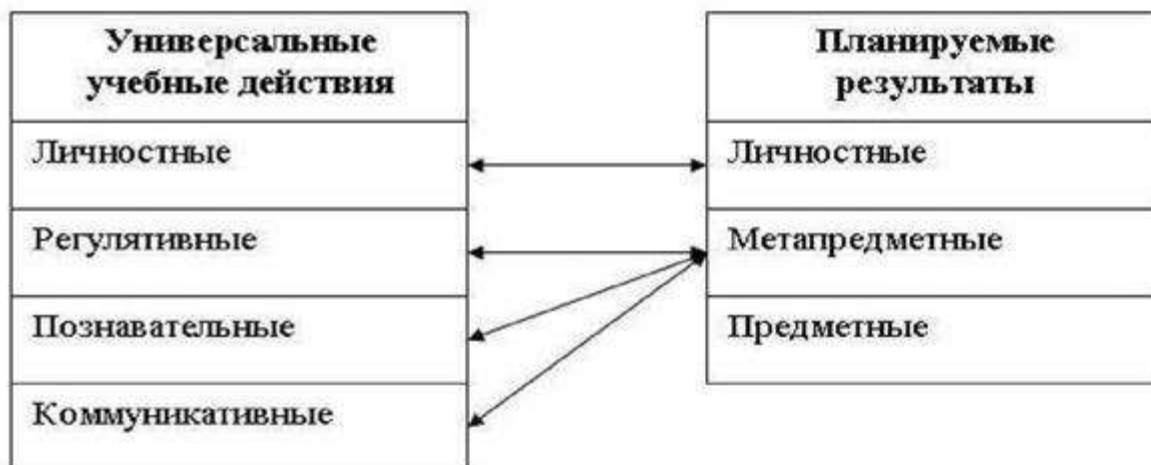 Универсальные
учебные действия
Личностные
Регулятивные
Познавательные
Коммуникативные
Планируемые
результаты
Личностные
Метапредметные
Предметные